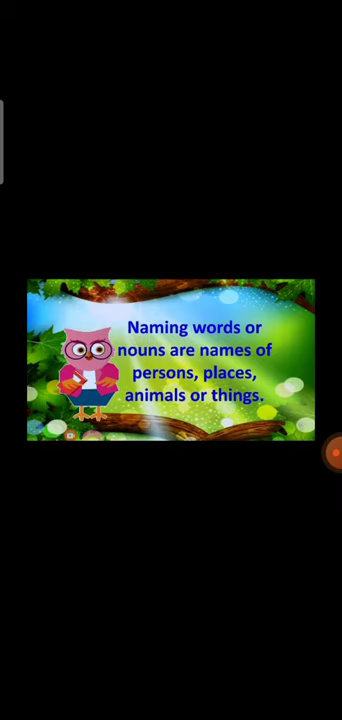 Naming words or
nouns are names of
persons, places,
animals or things.